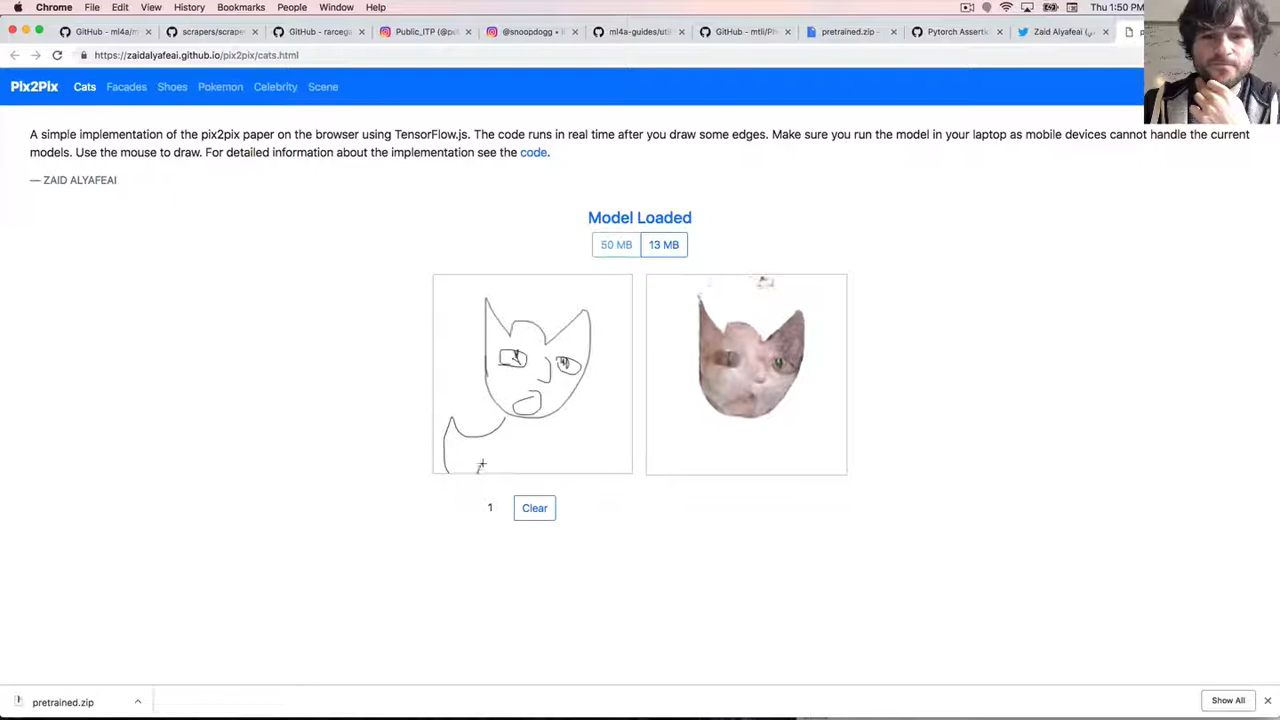 Chrome File Edit View History Bookmarks People Window Help Thu 1:50 PM
GitHub - ml4a/m scrapers/scrape GitHub - rarcega Public_ITP (@p @snoopdogg • I ml4a-guides/uti GitHub - mtli/Ph pretrained.zip - Pytorch Assertio Zaid Alyafeai
https://zaidalyafeai.github.io/pix2pix/cats.html
Pix2Pix Cats Facades Shoes Pokemon Celebrity Scene
A simple implementation of the pix2pix paper on the browser using TensorFlow.js. The code runs in real time after you draw some edges. Make sure you run the model in your laptop as mobile devices cannot handle the current
models. Use the mouse to draw. For detailed information about the implementation see the code.
— ZAID ALYAFEAI
Model Loaded
50 MB 13 MB
1 Clear
pretrained.zip Show All